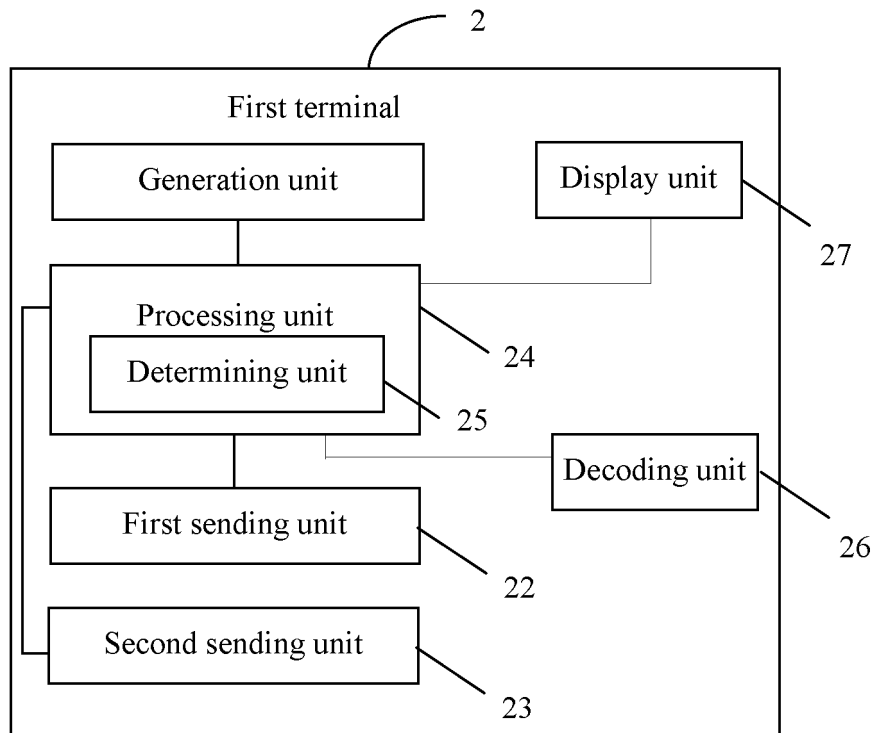 2
First terminal
Generation unit
Display unit
27
Processing unit
24
Determining unit
25
Decoding unit
26
First sending unit
22
Second sending unit
23